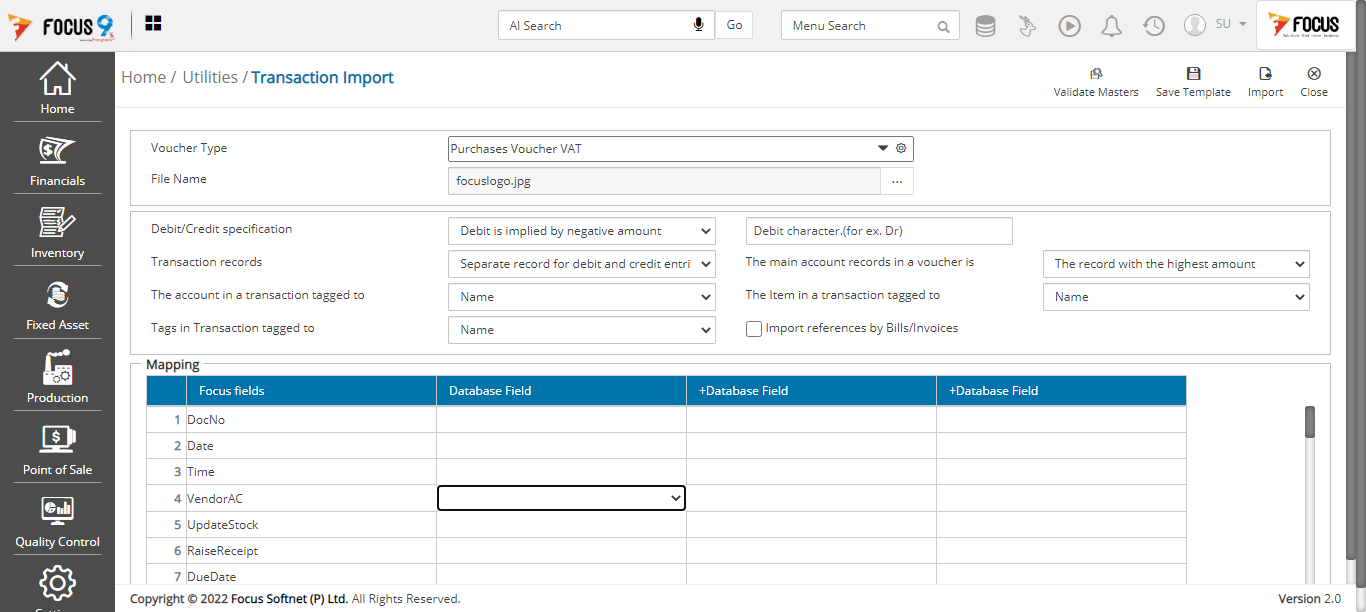 FOCUS 9
AI Search
Go
Menu Search
SU
FOCUS
Home / Utilities / Transaction Import
Validate Masters
Save Template
Import
Close
Home
Financials
Inventory
Fixed Asset
Production
Point of Sale
Quality Control
Voucher Type
Purchases Voucher VAT
File Name
focuslogo.jpg
...
Debit/Credit specification
Debit is implied by negative amount
Debit character.(for ex. Dr)
Transaction records
Separate record for debit and credit entri
The main account records in a voucher is
The record with the highest amount
The account in a transaction tagged to
Name
The Item in a transaction tagged to
Name
Tags in Transaction tagged to
Name
Import references by Bills/Invoices
Mapping
Focus fields
Database Field
+Database Field
+Database Field
1 DocNo
2 Date
3 Time
4 VendorAC
5 UpdateStock
6 RaiseReceipt
7 DueDate
Copyright © 2022 Focus Softnet (P) Ltd. All Rights Reserved.
Version 2.0